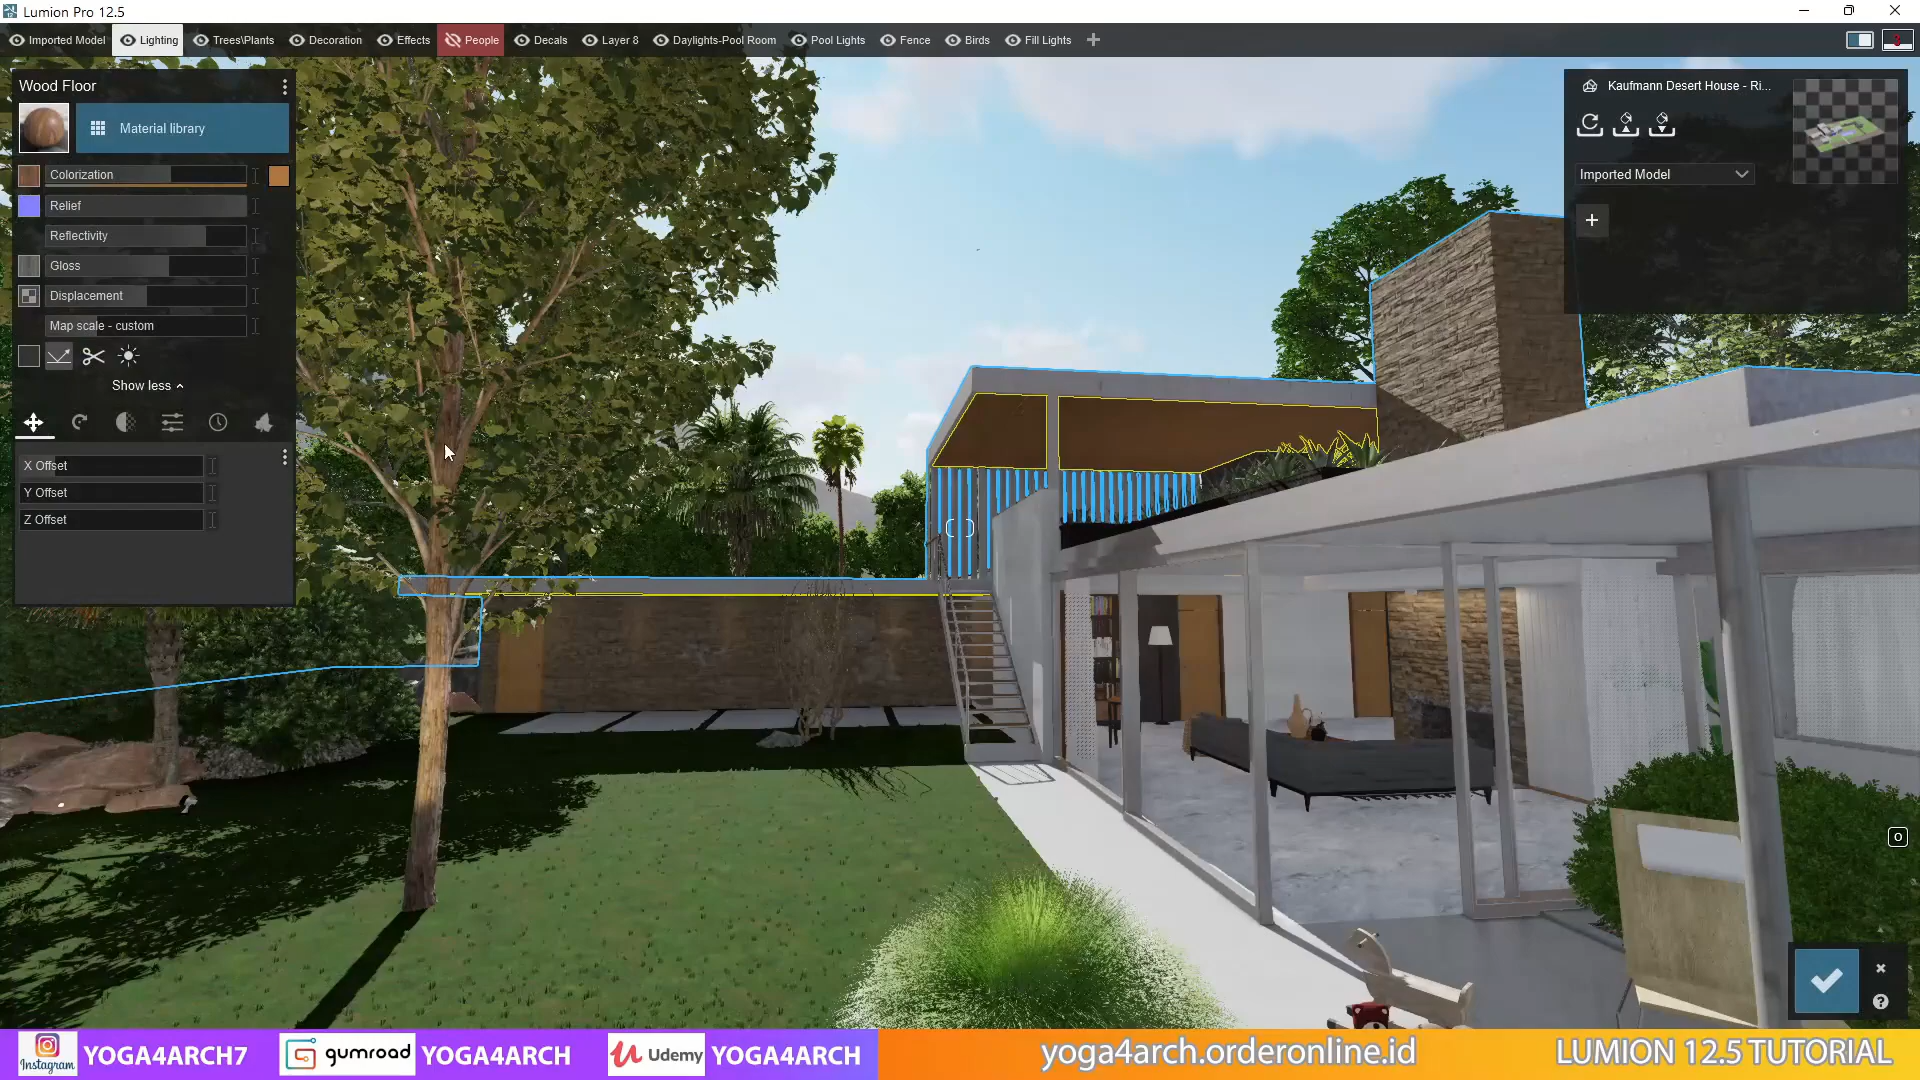 Lumion Pro 12.5
Imported Model
Lighting
Trees\Plants
Decoration
Effects
People
Decals
Layer 8
Daylights-Pool Room
Pool Lights
Fence
Birds
Fill Lights
Wood Floor
Material library
Colorization
Relief
Reflectivity
Gloss
Displacement
Map scale - custom
Show less
X Offset
Y Offset
Z Offset
Kaufmann Desert House - Ri...
Imported Model
O
Instagram YOGA4ARCH7
gumroad YOGA4ARCH
Udemy YOGA4ARCH
yoga4arch.orderonline.id
LUMION 12.5 TUTORIAL